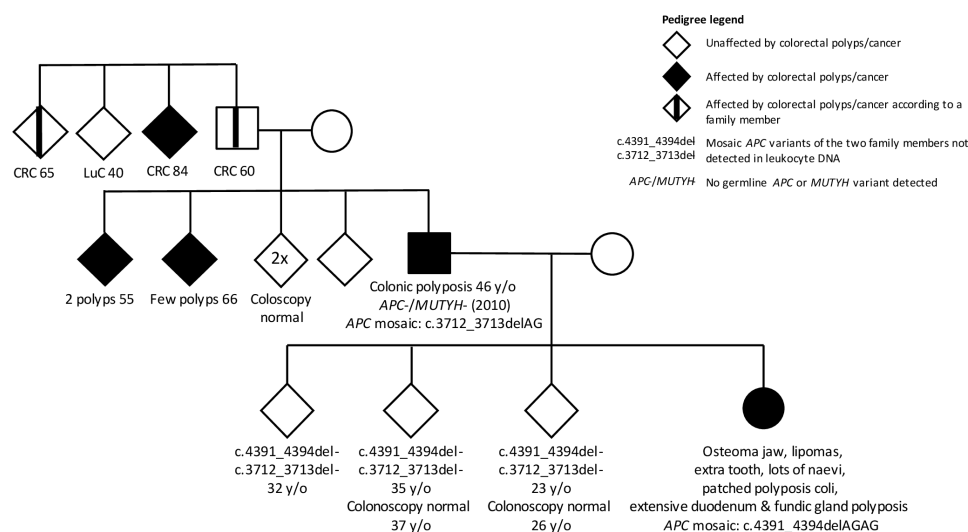 Pedigree legend
Unaffected by colorectal polyps/cancer
Affected by colorectal polyps/cancer
Affected by colorectal polyps/cancer according to a
family member
c.4391_4394del-
c.3712_3713del-
Mosaic APC variants of the two family members not
detected in leukocyte DNA
APC-/MUTYH-
No germline APC or MUTYH variant detected
CRC 65
LuC 40
CRC 84
CRC 60
2 polyps 55
Few polyps 66
2x
Coloscopy
normal
Colonic polyposis 46 y/o
APC-/MUTYH- (2010)
APC mosaic: c.3712_3713delAG
c.4391_4394del-
c.3712_3713del-
32 y/o
c.4391_4394del-
c.3712_3713del-
35 y/o
Colonoscopy normal
37 y/o
c.4391_4394del-
c.3712_3713del-
23 y/o
Colonoscopy normal
26 y/o
Osteoma jaw, lipomas,
extra tooth, lots of naevi,
patched polyposis coli,
extensive duodenum & fundic gland polyposis
APC mosaic: c.4391_4394delAGAG